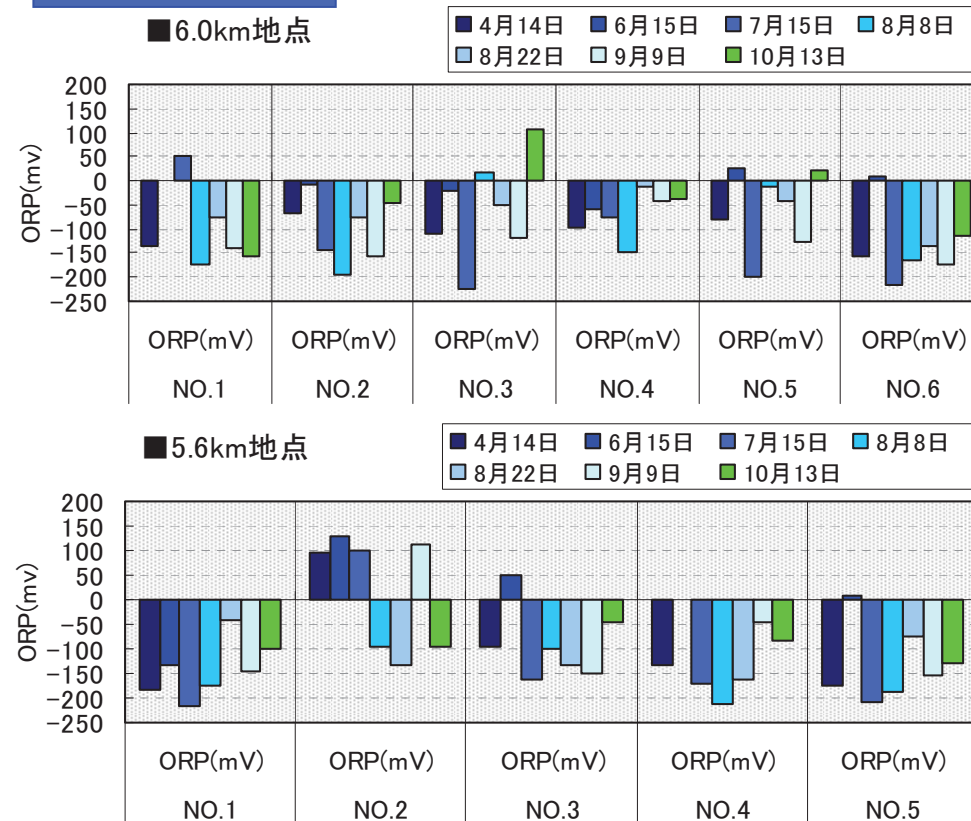 ■6.0km地点
4月14日 6月15日 7月15日 8月8日
8月22日 9月9日 10月13日
ORP(mv)
200
150
100
50
0
-50
-100
-150
-200
-250
ORP(mV) ORP(mV) ORP(mV) ORP(mV) ORP(mV) ORP(mV)
NO.1 NO.2 NO.3 NO.4 NO.5 NO.6
■5.6km地点
4月14日 6月15日 7月15日 8月8日
8月22日 9月9日 10月13日
ORP(mv)
200
150
100
50
0
-50
-100
-150
-200
-250
ORP(mV) ORP(mV) ORP(mV) ORP(mV) ORP(mV)
NO.1 NO.2 NO.3 NO.4 NO.5